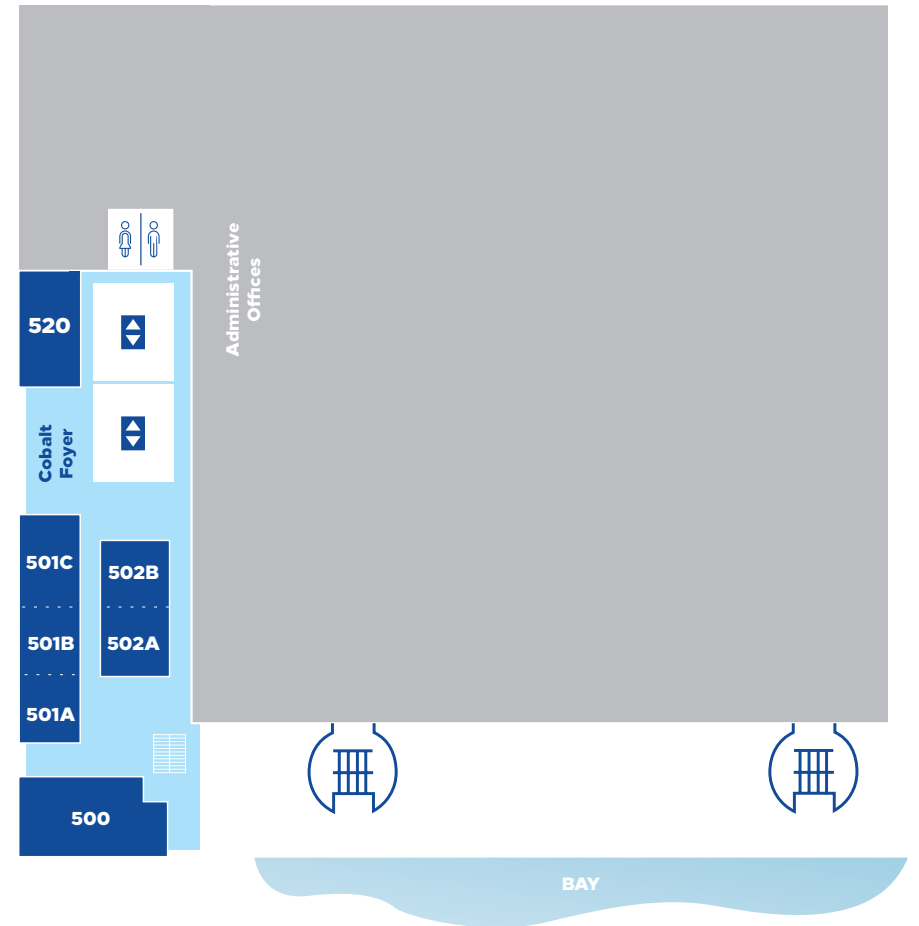 Administrative
Offices
520
Cobalt
Foyer
501C
502B
501B
502A
501A
500
BAY